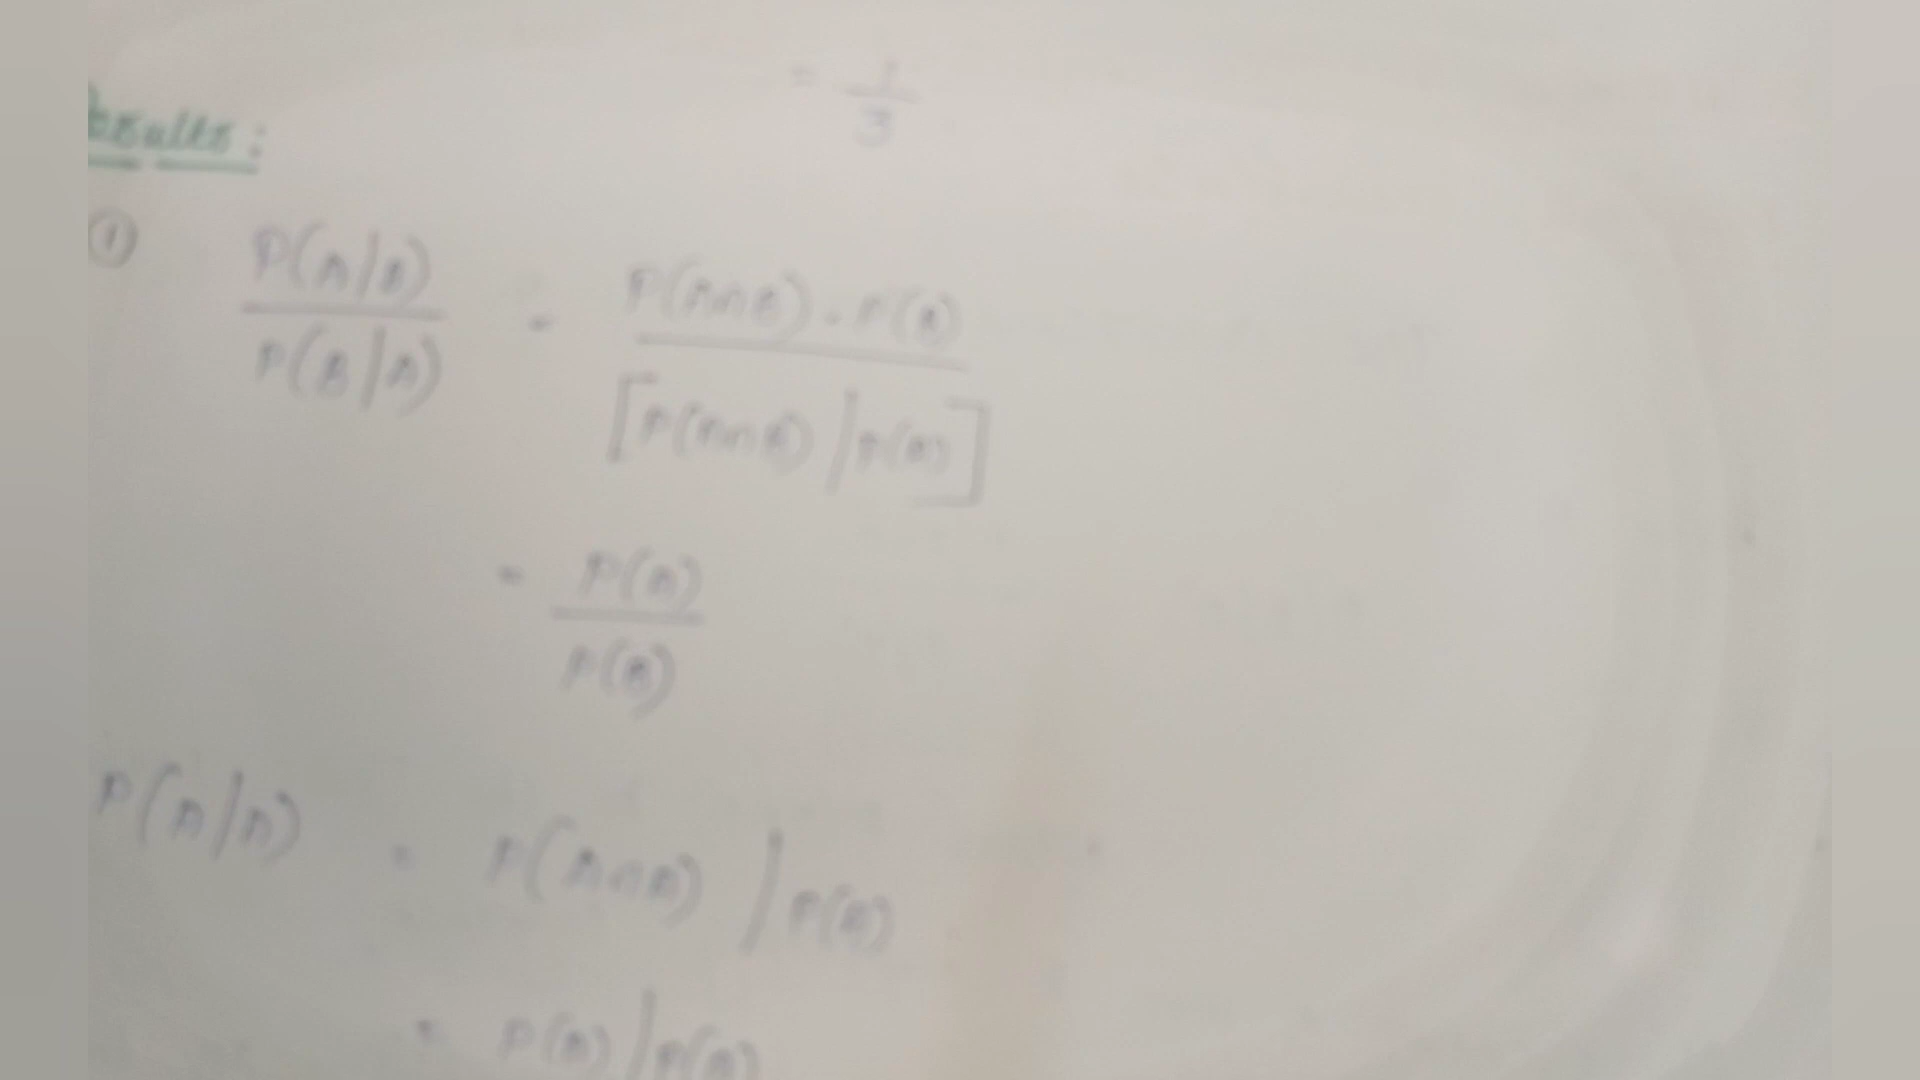 = 1/3
Results:
① P(A|B) / P(B|A) = P(A∩B) . P(B) / [P(A∩B) | P(A)]
= P(A) / P(B)
P(A|A) = P(A∩A) | P(A)
= P(A) | P(A)